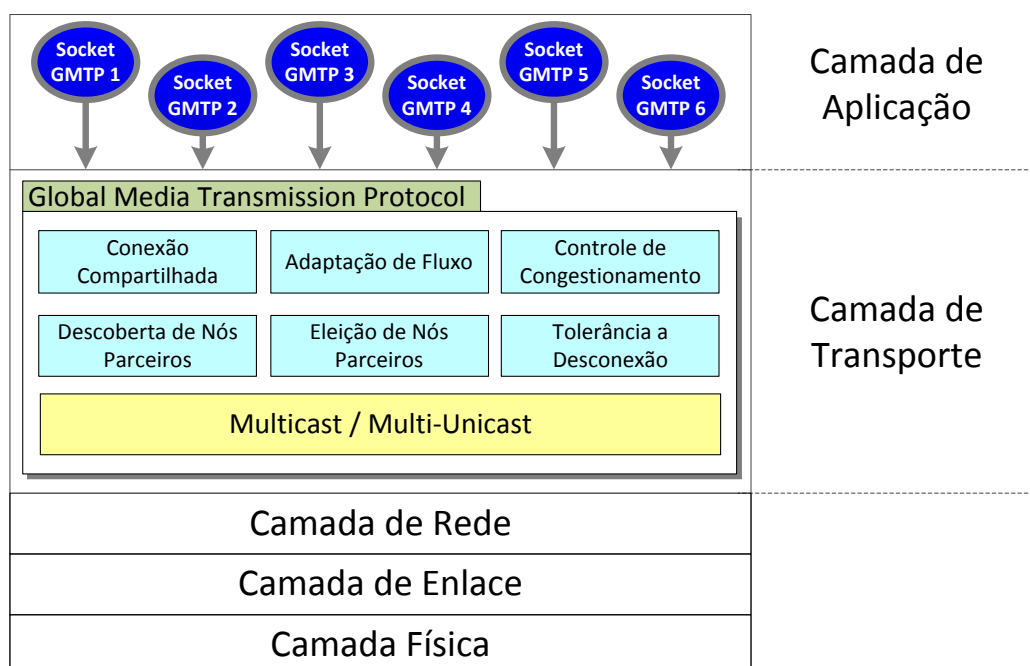 Socket
GMTP 1
Socket
GMTP 2
Socket
GMTP 3
Socket
GMTP 4
Socket
GMTP 5
Socket
GMTP 6
Camada de
Aplicação
Global Media Transmission Protocol
Conexão
Compartilhada
Adaptação de Fluxo
Controle de
Congestionamento
Descoberta de Nós
Parceiros
Eleição de Nós
Parceiros
Tolerância a
Desconexão
Multicast / Multi-Unicast
Camada de
Transporte
Camada de Rede
Camada de Enlace
Camada Física